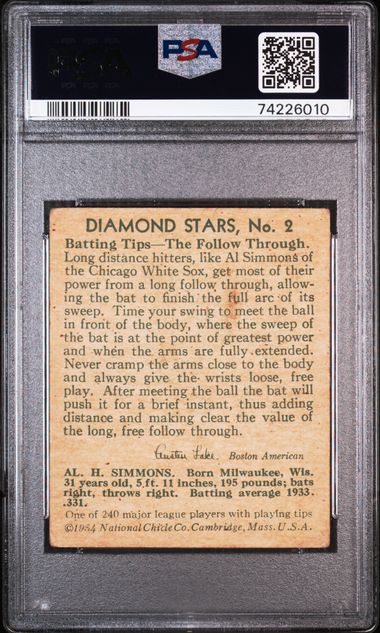 PSA
74226010
DIAMOND STARS, No. 2
Batting Tips—The Follow Through.
Long distance hitters, like Al Simmons of
the Chicago White Sox, get most of their
power from a long follow through, allow-
ing the bat to finish the full arc of its
sweep. Time your swing to meet the ball
in front of the body, where the sweep of
the bat is at the point of greatest power
and when the arms are fully extended.
Never cramp the arms close to the body
and always give the wrists loose, free
play. After meeting the ball the bat will
push it for a brief instant, thus adding
distance and making clear the value of
the long, free follow through.
Austen Lake Boston American
AL. H. SIMMONS. Born Milwaukee, Wis.
31 years old, 5 ft. 11 inches, 195 pounds; bats
right, throws right. Batting average 1933
.331.
One of 240 major league players with playing tips
©1934 National Chicle Co. Cambridge, Mass. U.S.A.